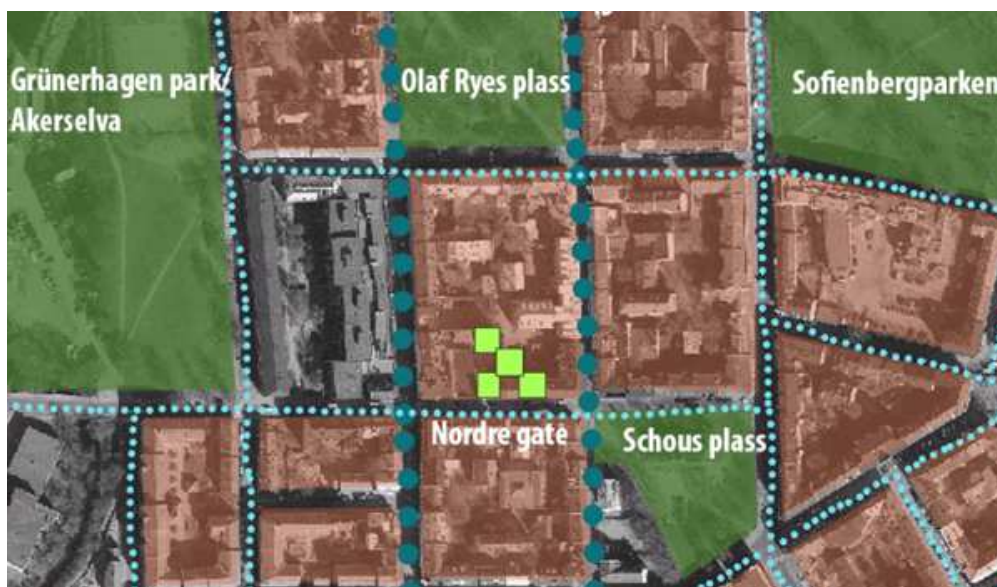 Grünerhagen park/
Akerselva
Olaf Ryes plass
Sofienbergparken
Nordre gate
Schous plass